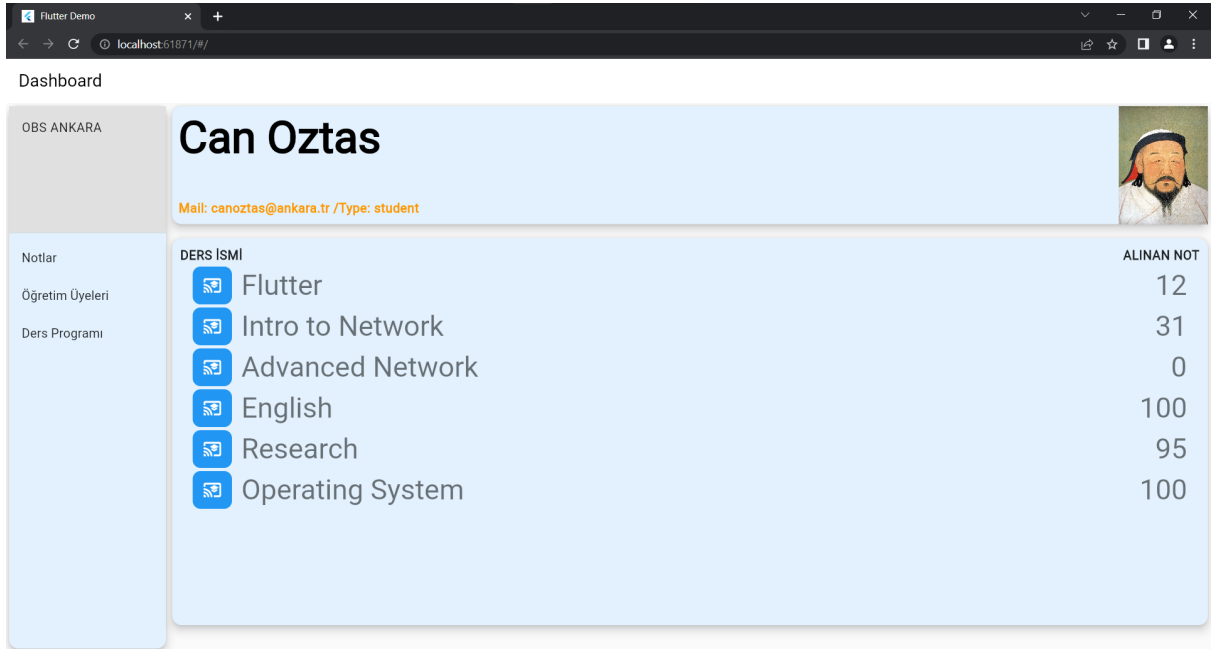 Flutter Demo
localhost:61871/#/
Dashboard
OBS ANKARA
Can Oztas
Mail: canoztas@ankara.tr /Type: student
Notlar
Öğretim Üyeleri
Ders Programı
DERS İSMİ ALINAN NOT
Flutter 12
Intro to Network 31
Advanced Network 0
English 100
Research 95
Operating System 100